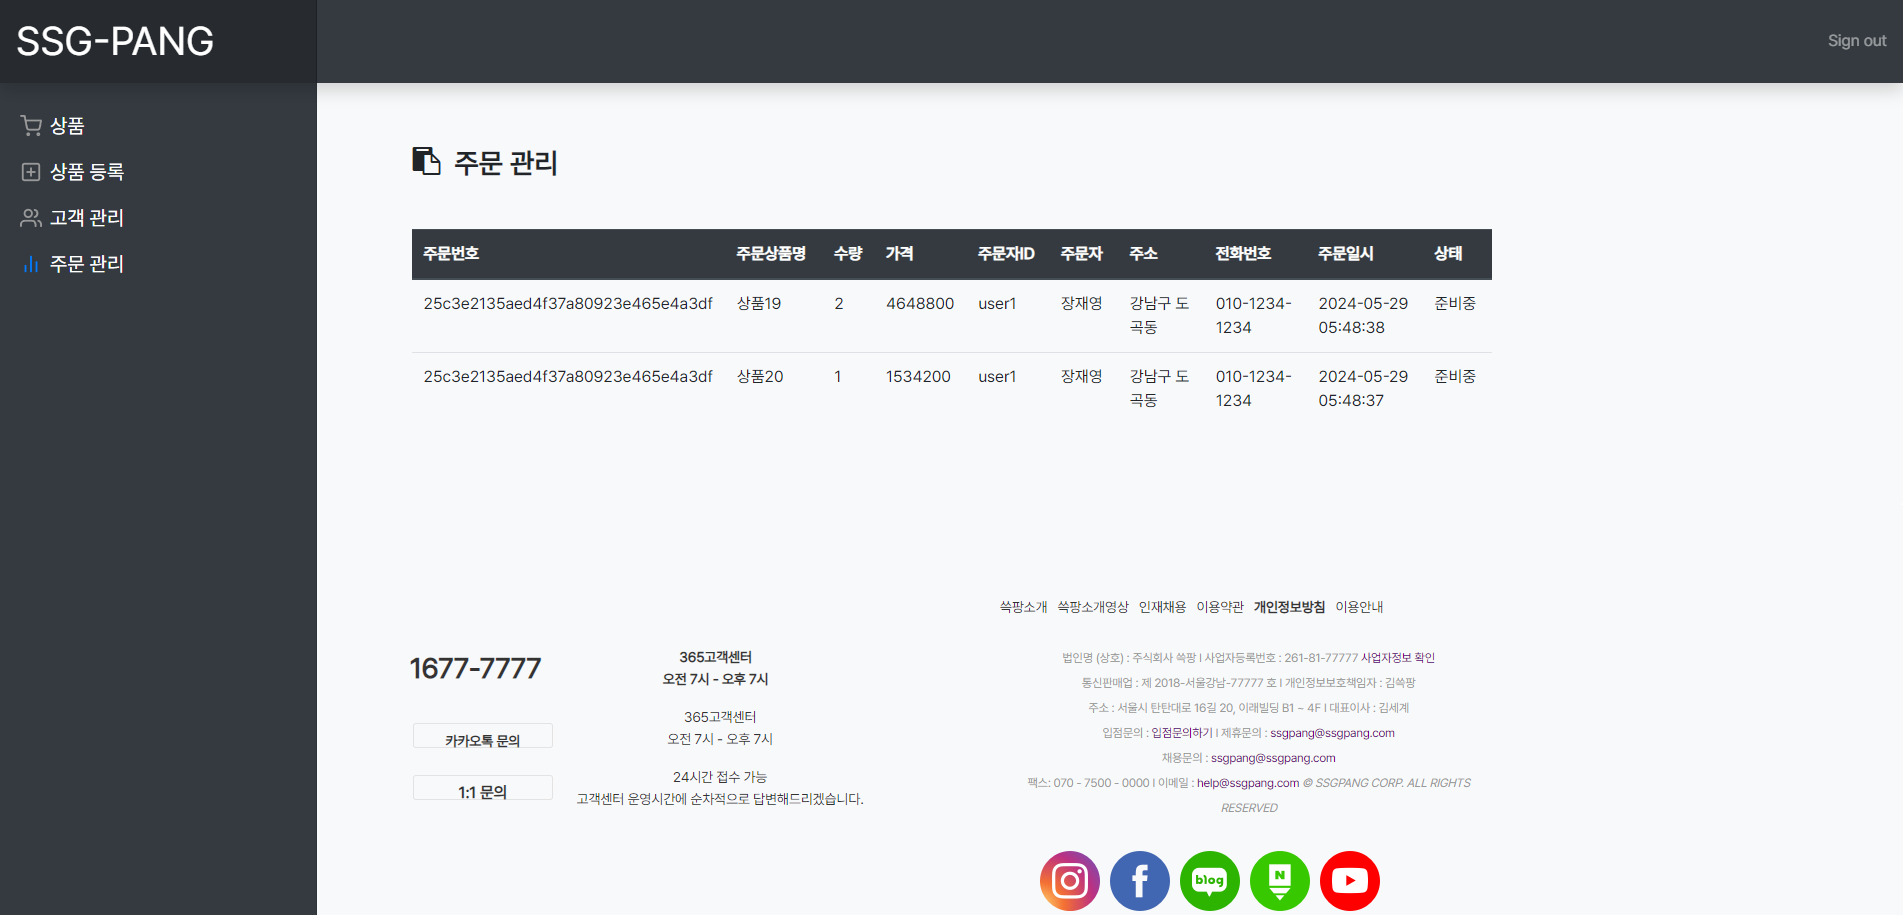 SSG-PANG
Sign out
상품
상품 등록
고객 관리
주문 관리
주문 관리
주문번호 주문상품명 수량 가격 주문자ID 주문자 주소 전화번호 주문일시 상태
25c3e2135aed4f37a80923e465e4a3df 상품19 2 4648800 user1 장재영 강남구 도 010-1234- 2024-05-29 준비중
곡동 1234 05:48:38
25c3e2135aed4f37a80923e465e4a3df 상품20 1 1534200 user1 장재영 강남구 도 010-1234- 2024-05-29 준비중
곡동 1234 05:48:37
쓱팡소개 쓱팡소개영상 인재채용 이용약관 개인정보방침 이용안내
1677-7777
카카오톡 문의
1:1 문의
365고객센터
오전 7시 - 오후 7시
365고객센터
오전 7시 - 오후 7시
24시간 접수 가능
고객센터 운영시간에 순차적으로 답변해드리겠습니다.
법인명 (상호) : 주식회사 쓱팡 I 사업자등록번호 : 261-81-77777 사업자정보 확인
통신판매업 : 제 2018-서울강남-77777 호 I 개인정보보호책임자 : 김쓱팡
주소 : 서울시 탄탄대로 16길 20, 이래빌딩 B1 ~ 4F I 대표이사 : 김세계
입점문의 : 입점문의하기 I 제휴문의 : ssgpang@ssgpang.com
채용문의 : ssgpang@ssgpang.com
팩스: 070 - 7500 - 0000 I 이메일 : help@ssgpang.com © SSGPANG CORP. ALL RIGHTS
RESERVED
blog
N